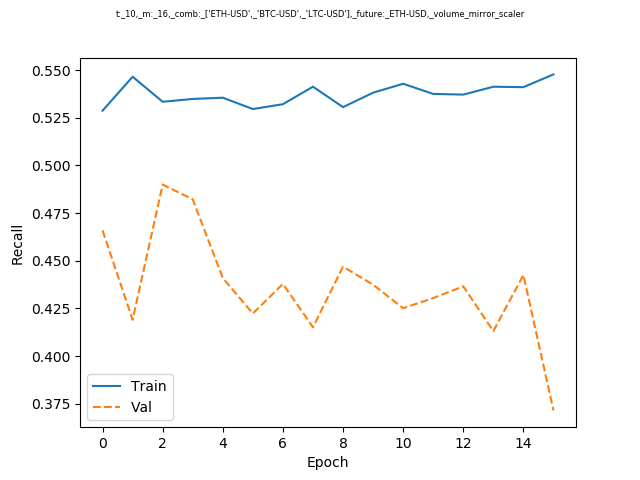 t:_10,_m:_16,_comb:_['ETH-USD',_'BTC-USD',_'LTC-USD'],_future:_ETH-USD,_volume_mirror_scaler
0.550
0.525
0.500
0.475
0.450
0.425
0.400
0.375
Recall
Train
Val
0 2 4 6 8 10 12 14
Epoch